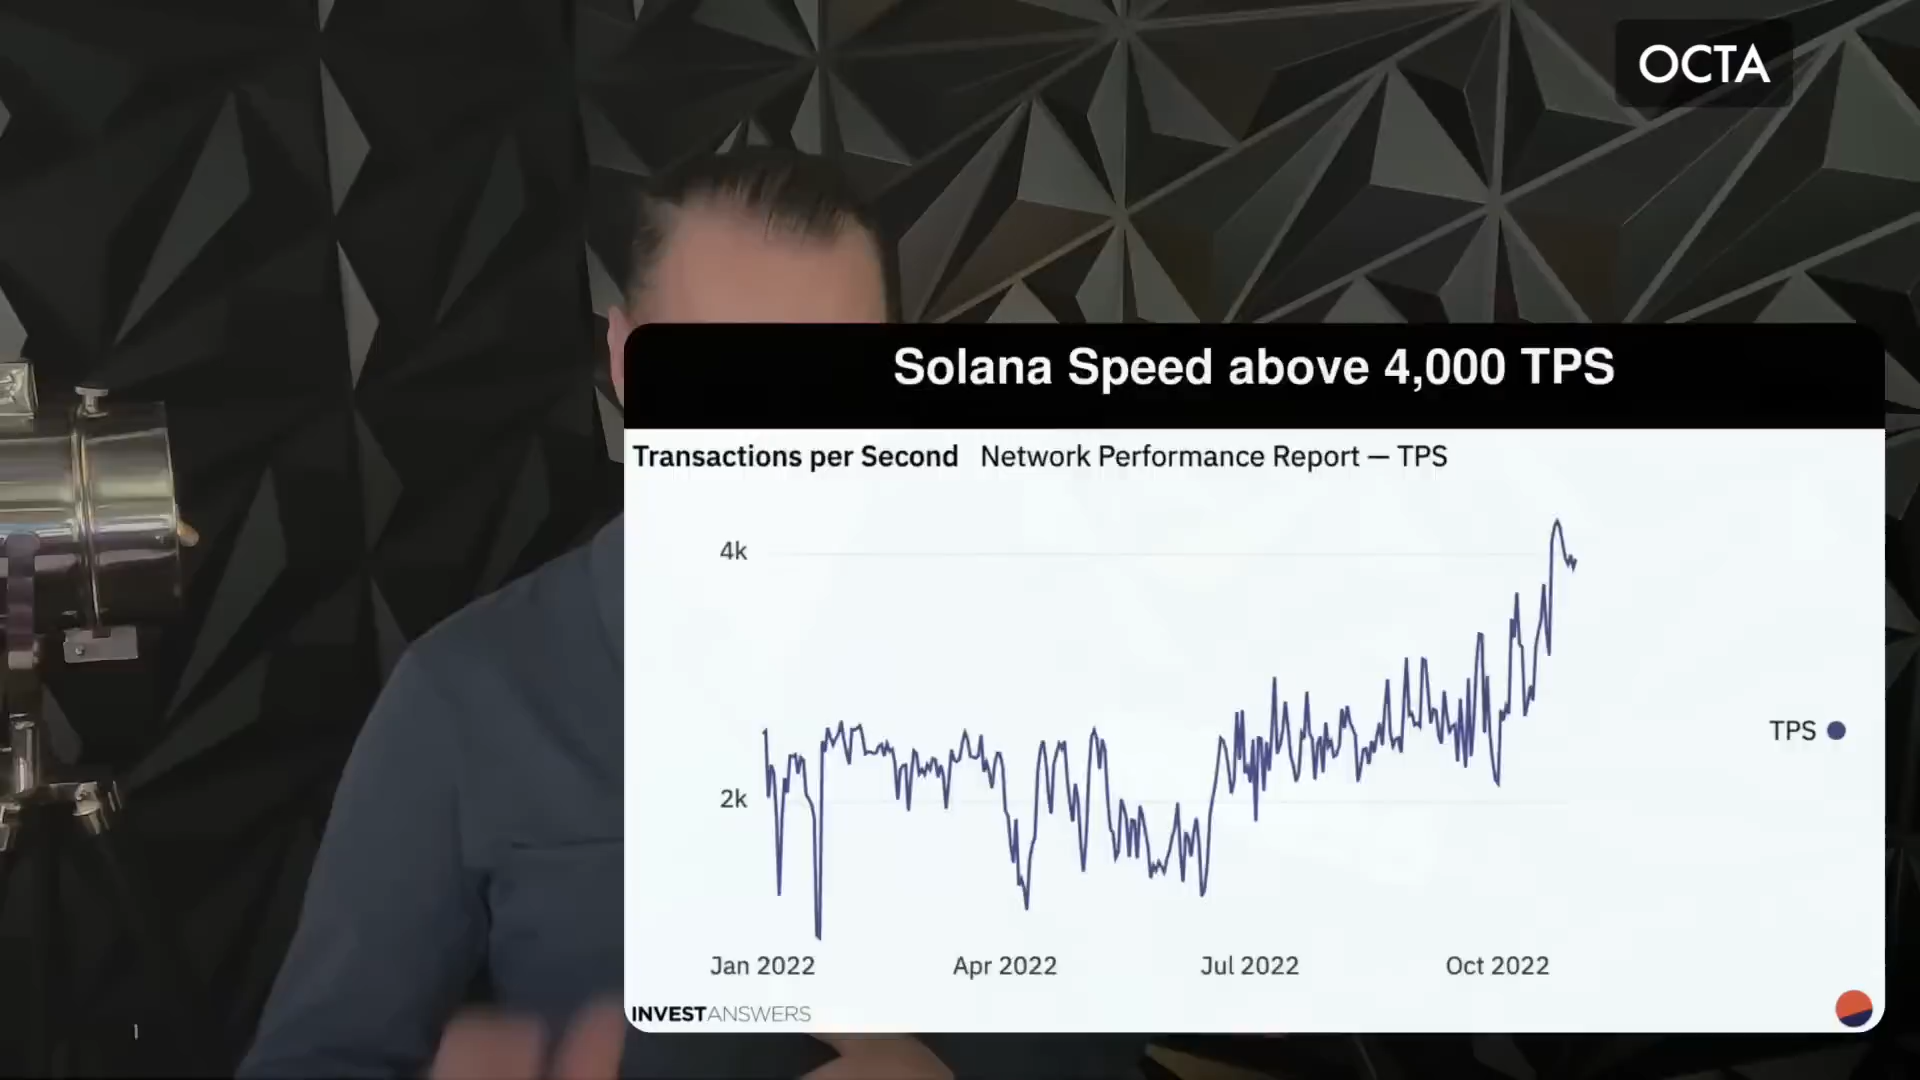 OCTA
Solana Speed above 4,000 TPS
Transactions per Second Network Performance Report — TPS
4k
2k
TPS
Jan 2022 Apr 2022 Jul 2022 Oct 2022
INVESTANSWERS